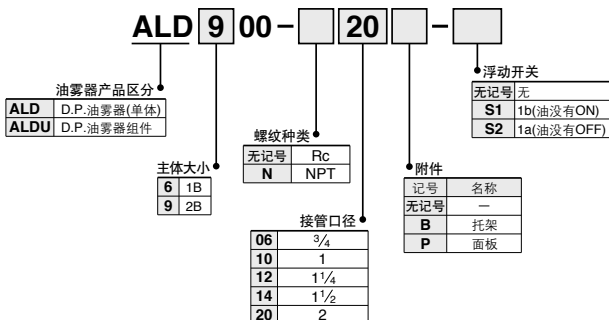 ALD 9 00 － 20 －
油雾器产品区分
ALD D.P.油雾器(单体)
ALDU D.P.油雾器组件
主体大小
6 1B
9 2B
螺纹种类
无记号 Rc
N NPT
接管口径
06 3/4
10 1
12 1 1/4
14 1 1/2
20 2
附件
记号 名称
无记号 －
B 托架
P 面板
浮动开关
无记号 无
S1 1b(油没有ON)
S2 1a(油没有OFF)